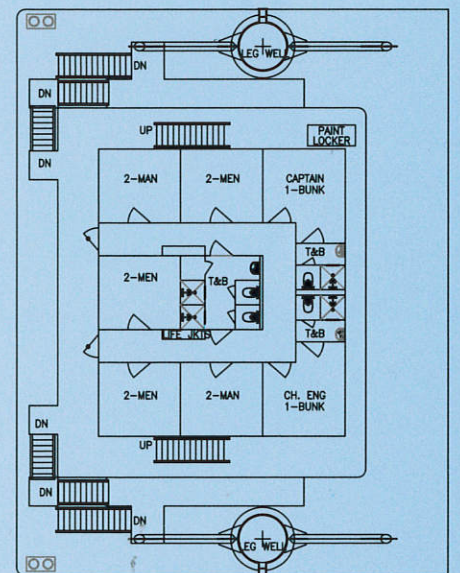 LEG WELL
DN
DN
UP
PAINT
LOCKER
DN
2-MAN
2-MEN
CAPTAIN
1-BUNK
T&B
2-MEN
T&B
T&B
LIFE JKTS
2-MEN
2-MAN
CH. ENG
1-BUNK
DN
UP
DN
DN
LEG WELL